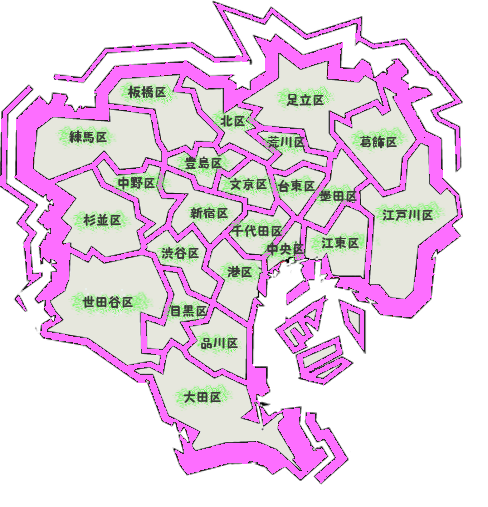 板橋区
足立区
北区
練馬区
荒川区
葛飾区
豊島区
中野区
文京区
台東区
墨田区
新宿区
江戸川区
杉並区
千代田区
中央区
江東区
渋谷区
港区
世田谷区
目黒区
品川区
大田区